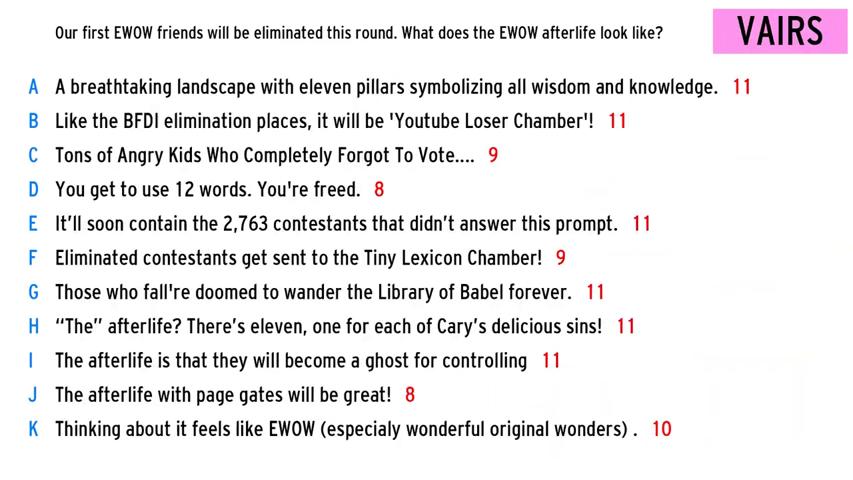 Our first EWOW friends will be eliminated this round. What does the EWOW afterlife look like?
VAIRS
A A breathtaking landscape with eleven pillars symbolizing all wisdom and knowledge. 11
B Like the BFDI elimination places, it will be 'Youtube Loser Chamber'! 11
C Tons of Angry Kids Who Completely Forgot To Vote.... 9
D You get to use 12 words. You're freed. 8
E It’ll soon contain the 2,763 contestants that didn’t answer this prompt. 11
F Eliminated contestants get sent to the Tiny Lexicon Chamber! 9
G Those who fall're doomed to wander the Library of Babel forever. 11
H “The” afterlife? There’s eleven, one for each of Cary’s delicious sins! 11
I The afterlife is that they will become a ghost for controlling 11
J The afterlife with page gates will be great! 8
K Thinking about it feels like EWOW (especialy wonderful original wonders) . 10